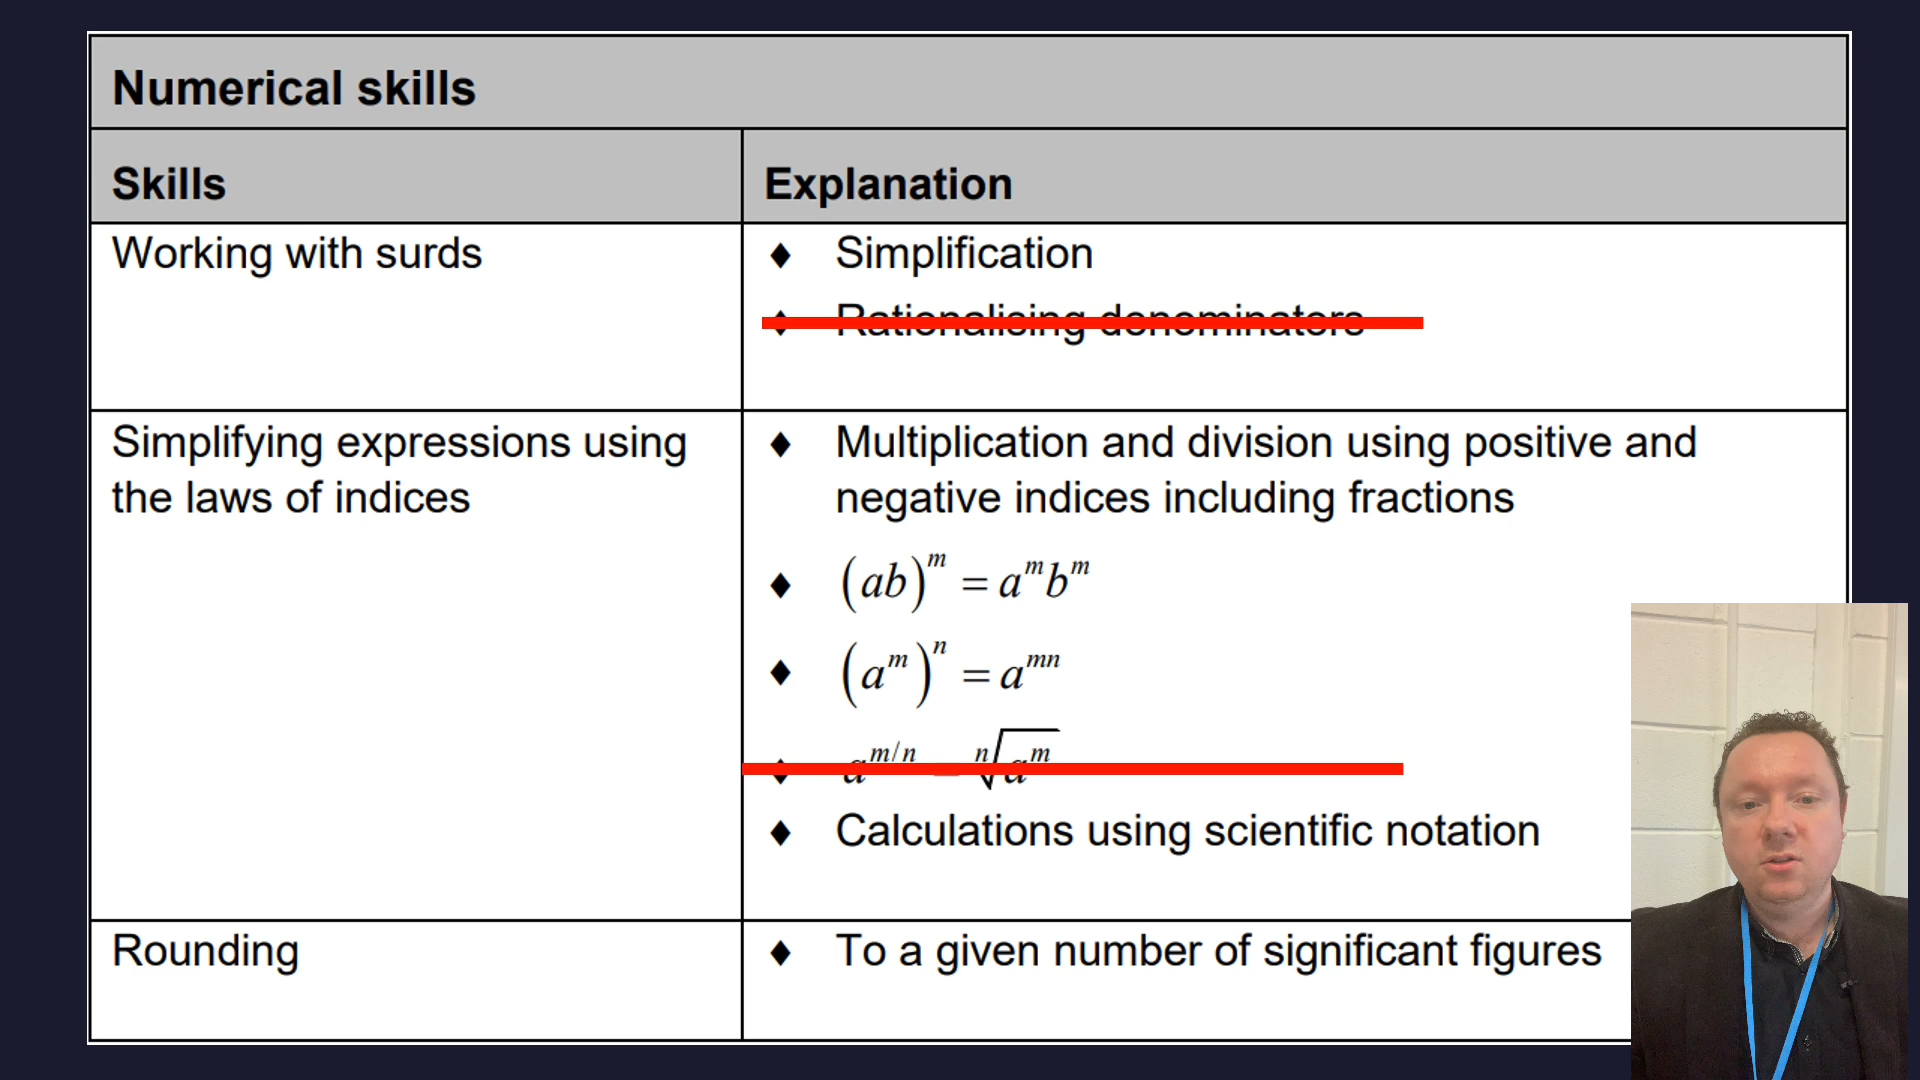 Numerical skills
Skills
Explanation
Working with surds
♦ Simplification
♦ Rationalising denominators
Simplifying expressions using
the laws of indices
♦ Multiplication and division using positive and
negative indices including fractions
♦ (ab)^m = a^m b^m
♦ (a^m)^n = a^{mn}
♦ a^{m/n} = \sqrt[n]{a^m}
♦ Calculations using scientific notation
Rounding
♦ To a given number of significant figures